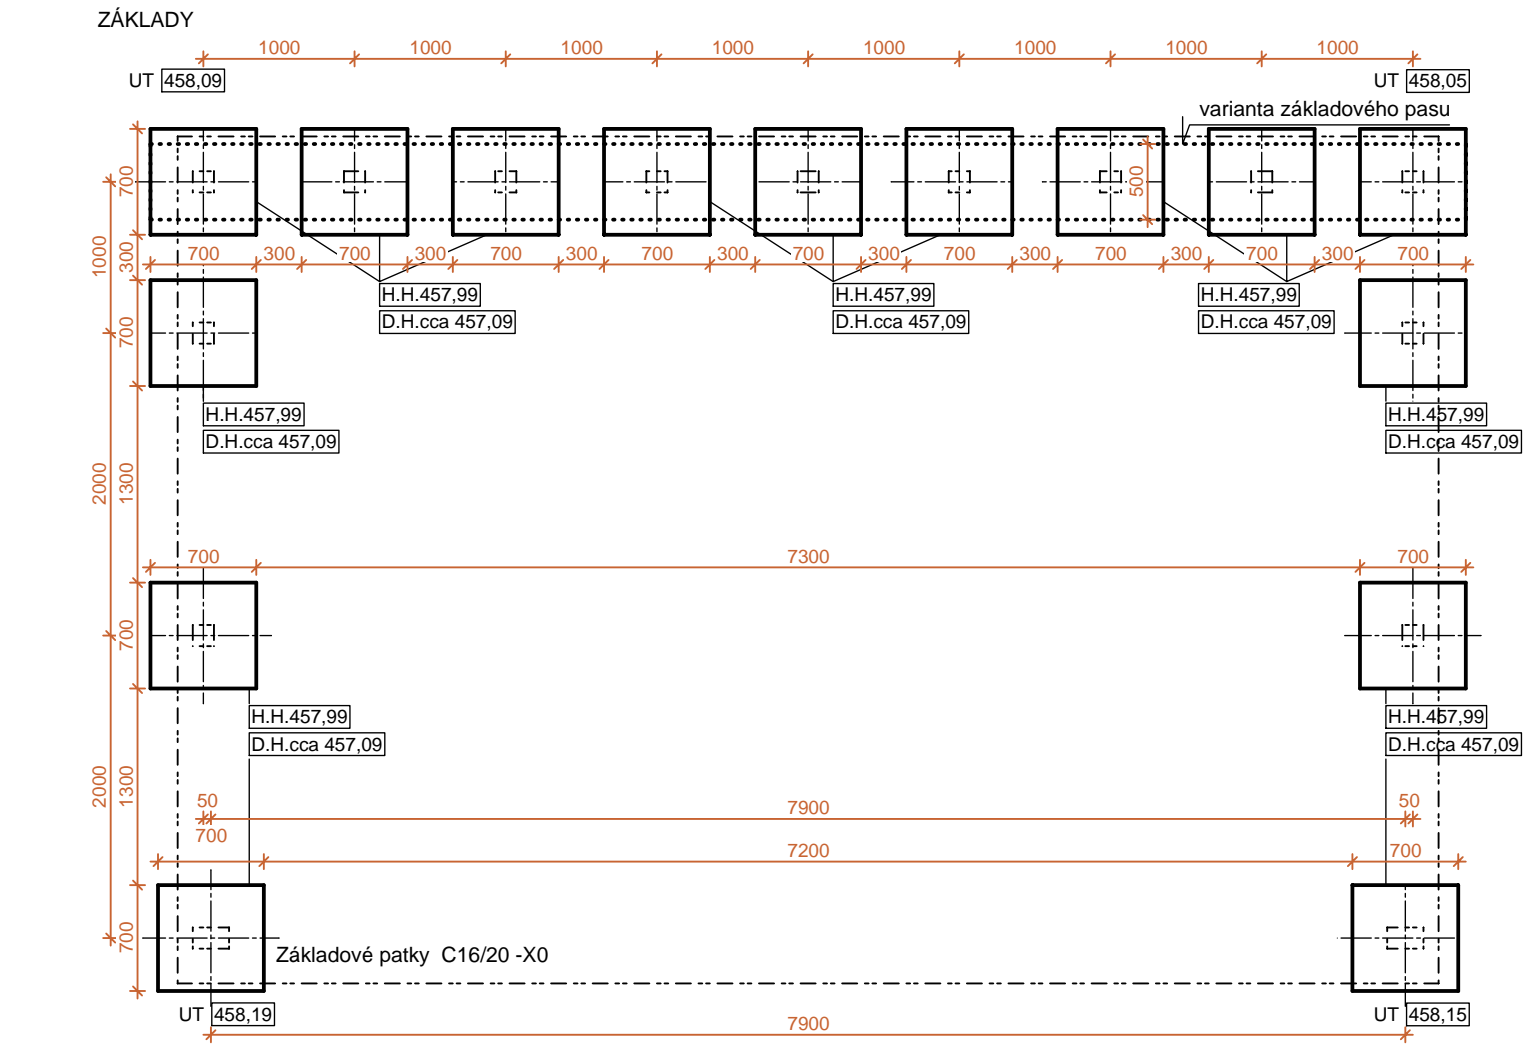 ZÁKLADY
1000 1000 1000 1000 1000 1000 1000 1000
UT 458,09
UT 458,05
varianta základového pasu
700
500
1000
300
700 300 700 300 700 300 700 300 700 300 700 300 700 300 700 300 700
H.H.457,99
D.H.cca 457,09
H.H.457,99
D.H.cca 457,09
H.H.457,99
D.H.cca 457,09
700
H.H.457,99
D.H.cca 457,09
H.H.457,99
D.H.cca 457,09
2000
1300
700 7300 700
700
H.H.457,99
D.H.cca 457,09
H.H.457,99
D.H.cca 457,09
2000
1300
50 7900 50
700 7200 700
700
Základové patky C16/20 -X0
UT 458,19
UT 458,15
7900